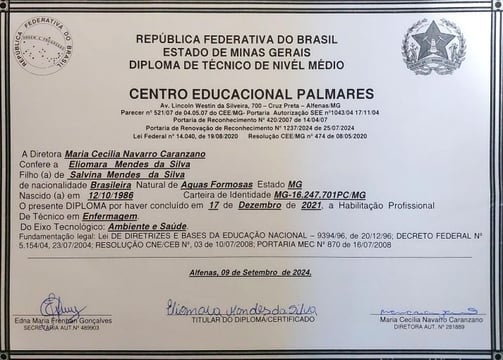 REPÚBLICA FEDERATIVA DO BRASIL
REPÚBLICA FEDERATIVA DO BRASIL
ESTADO DE MINAS GERAIS
DIPLOMA DE TÉCNICO DE NIVÉL MÉDIO
CENTRO EDUCACIONAL PALMARES
Av. Lincoln Westin da Silveira, 700 – Cruz Preta – Alfenas/MG
Parecer nº 521/07 de 04.05.07 do CEE/MG- Portaria Autorização SEE nº1043/04 17/11/04
Portaria de Reconhecimento Nº 420/2007 de 14/04/07
Portaria de Renovação de Reconhecimento Nº 1237/2024 de 25/07/2024
Lei Federal nº 14.040, de 19/08/2020 Resolução CEE/MG nº 474 de 08/05/2020
A Diretora Maria Cecilia Navarro Caranzano
Confere a Eliomara Mendes da Silva
Filho (a) de Salvina Mendes da Silva
de nacionalidade Brasileira Natural de Aguas Formosas Estado MG
Nascido (a) em 12/10/1986 Carteira de Identidade MG-16.247.701PC/MG
O presente DIPLOMA por haver concluído em 17 de Dezembro de 2021, a Habilitação Profissional
De Técnico em Enfermagem.
Do Eixo Tecnológico: Ambiente e Saúde.
Fundamentação legal: Lei DE DIRETRIZES E BASES DA EDUCAÇÃO NACIONAL – 9394/96, de 20/12/96; DECRETO FEDERAL Nº
5.154/04, 23/07/2004; RESOLUÇÃO CNE/CEB Nº, 03 de 10/07/2008; PORTARIA MEC Nº 870 de 16/07/2008
Alfenas, 09 de Setembro de 2024.
Eliomara Mendes da Silva
Edna Maria Gonçalves
SECRETÁRIA AUT. Nº 469903
TITULAR DO DIPLOMA/CERTIFICADO
Maria Cecilia Navarro Caranzano
DIRETORA AUT. Nº 281889